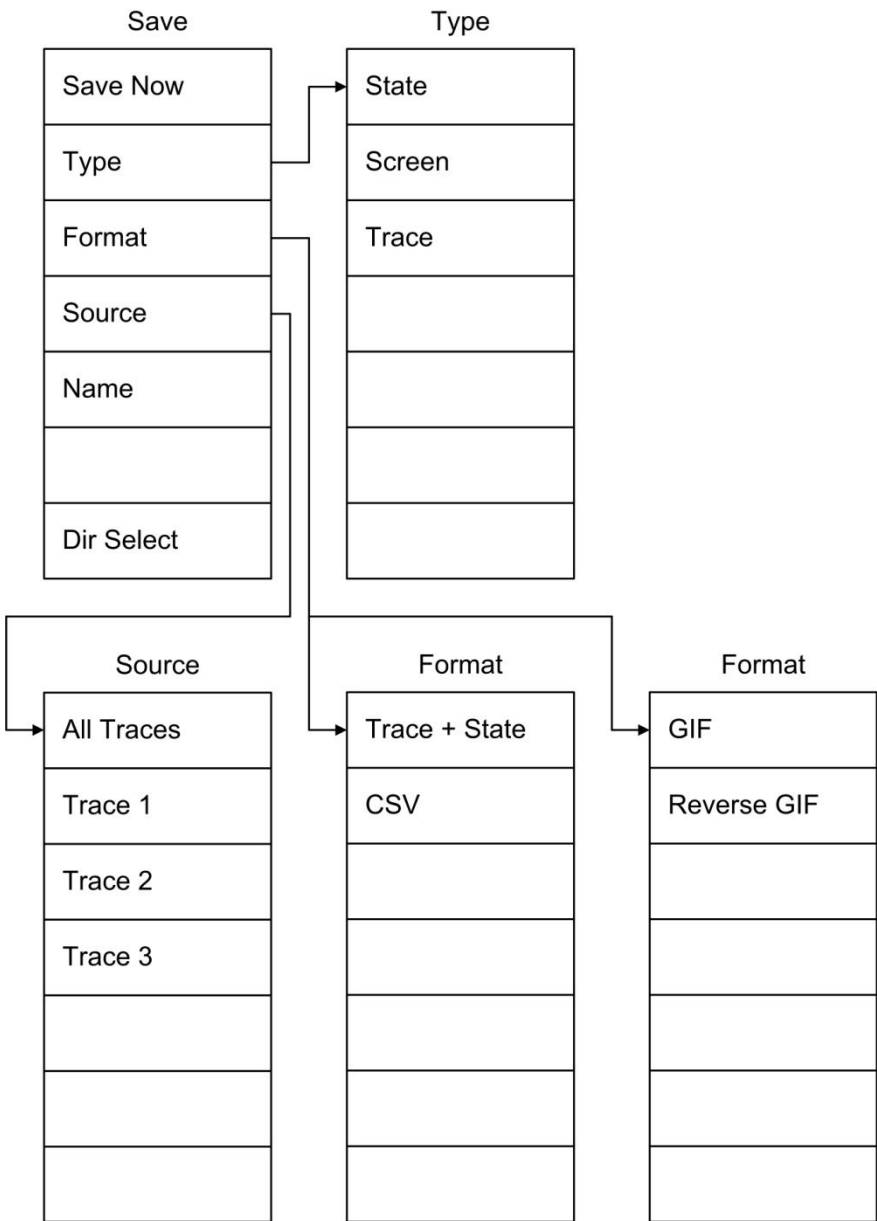 Save
Save Now
Type
Format
Source
Name
Dir Select
Type
State
Screen
Trace
Source
All Traces
Trace 1
Trace 2
Trace 3
Format
Trace + State
CSV
Format
GIF
Reverse GIF